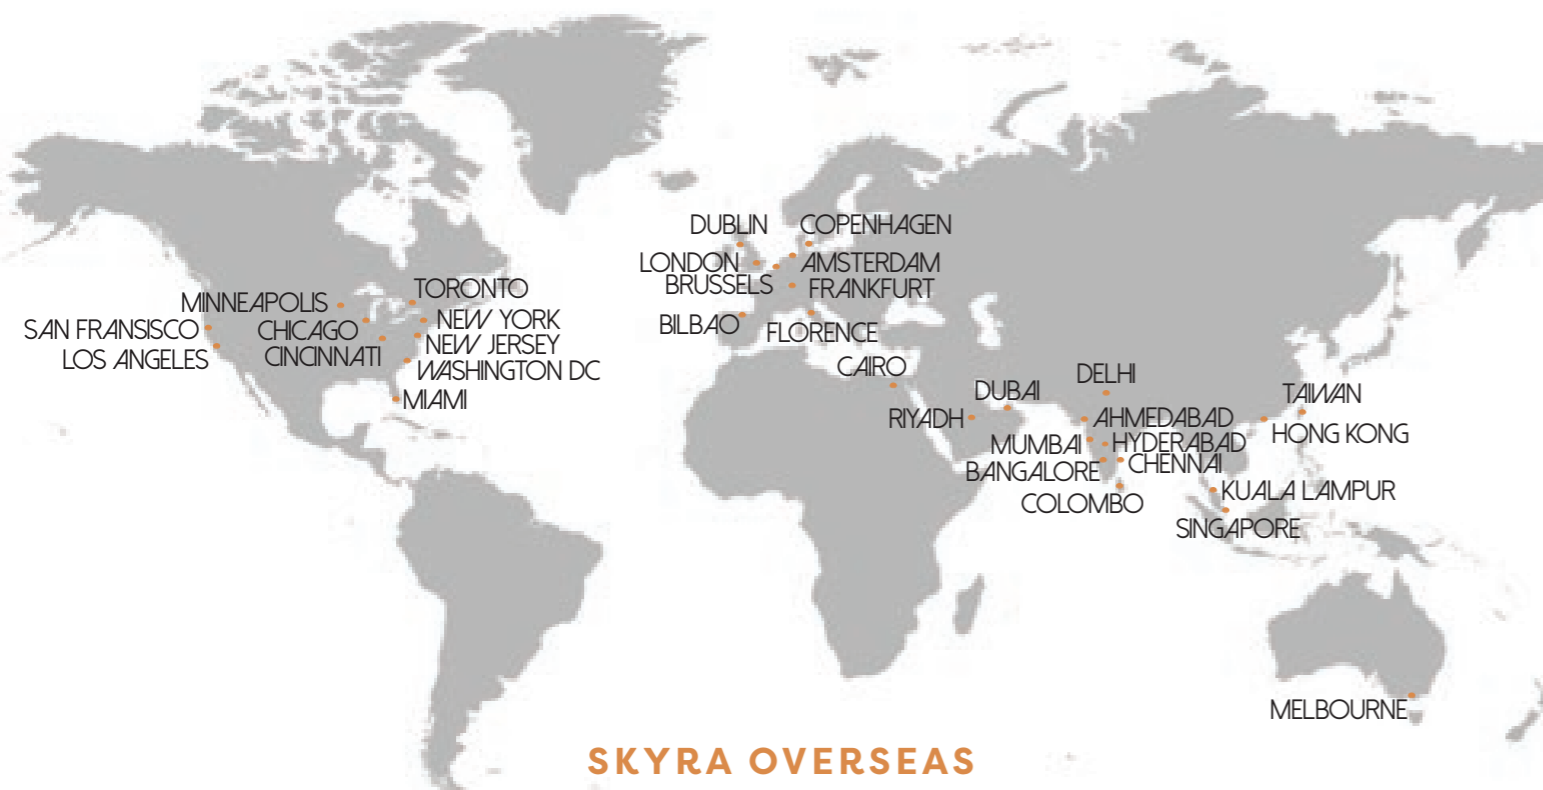 DUBLIN
COPENHAGEN
LONDON
AMSTERDAM
BRUSSELS
FRANKFURT
BILBAO
FLORENCE
MINNEAPOLIS
TORONTO
SAN FRANSISCO
CHICAGO
NEW YORK
LOS ANGELES
CINCINNATI
NEW JERSEY
WASHINGTON DC
MIAMI
CAIRO
DUBAI
DELHI
TAIWAN
RIYADH
AHMEDABAD
HONG KONG
MUMBAI
HYDERABAD
BANGALORE
CHENNAI
COLOMBO
KUALA LAMPUR
SINGAPORE
MELBOURNE
SKYRA OVERSEAS